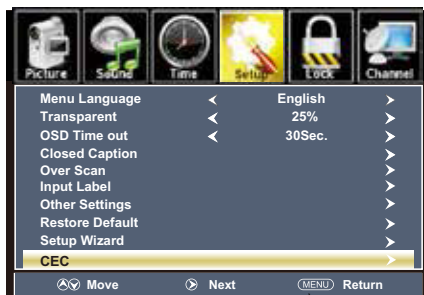 Picture Sound Time Setup Lock Channel
Menu Language English
Transparent 25%
OSD Time out 30Sec.
Closed Caption
Over Scan
Input Label
Other Settings
Restore Default
Setup Wizard
CEC
Move Next MENU Return